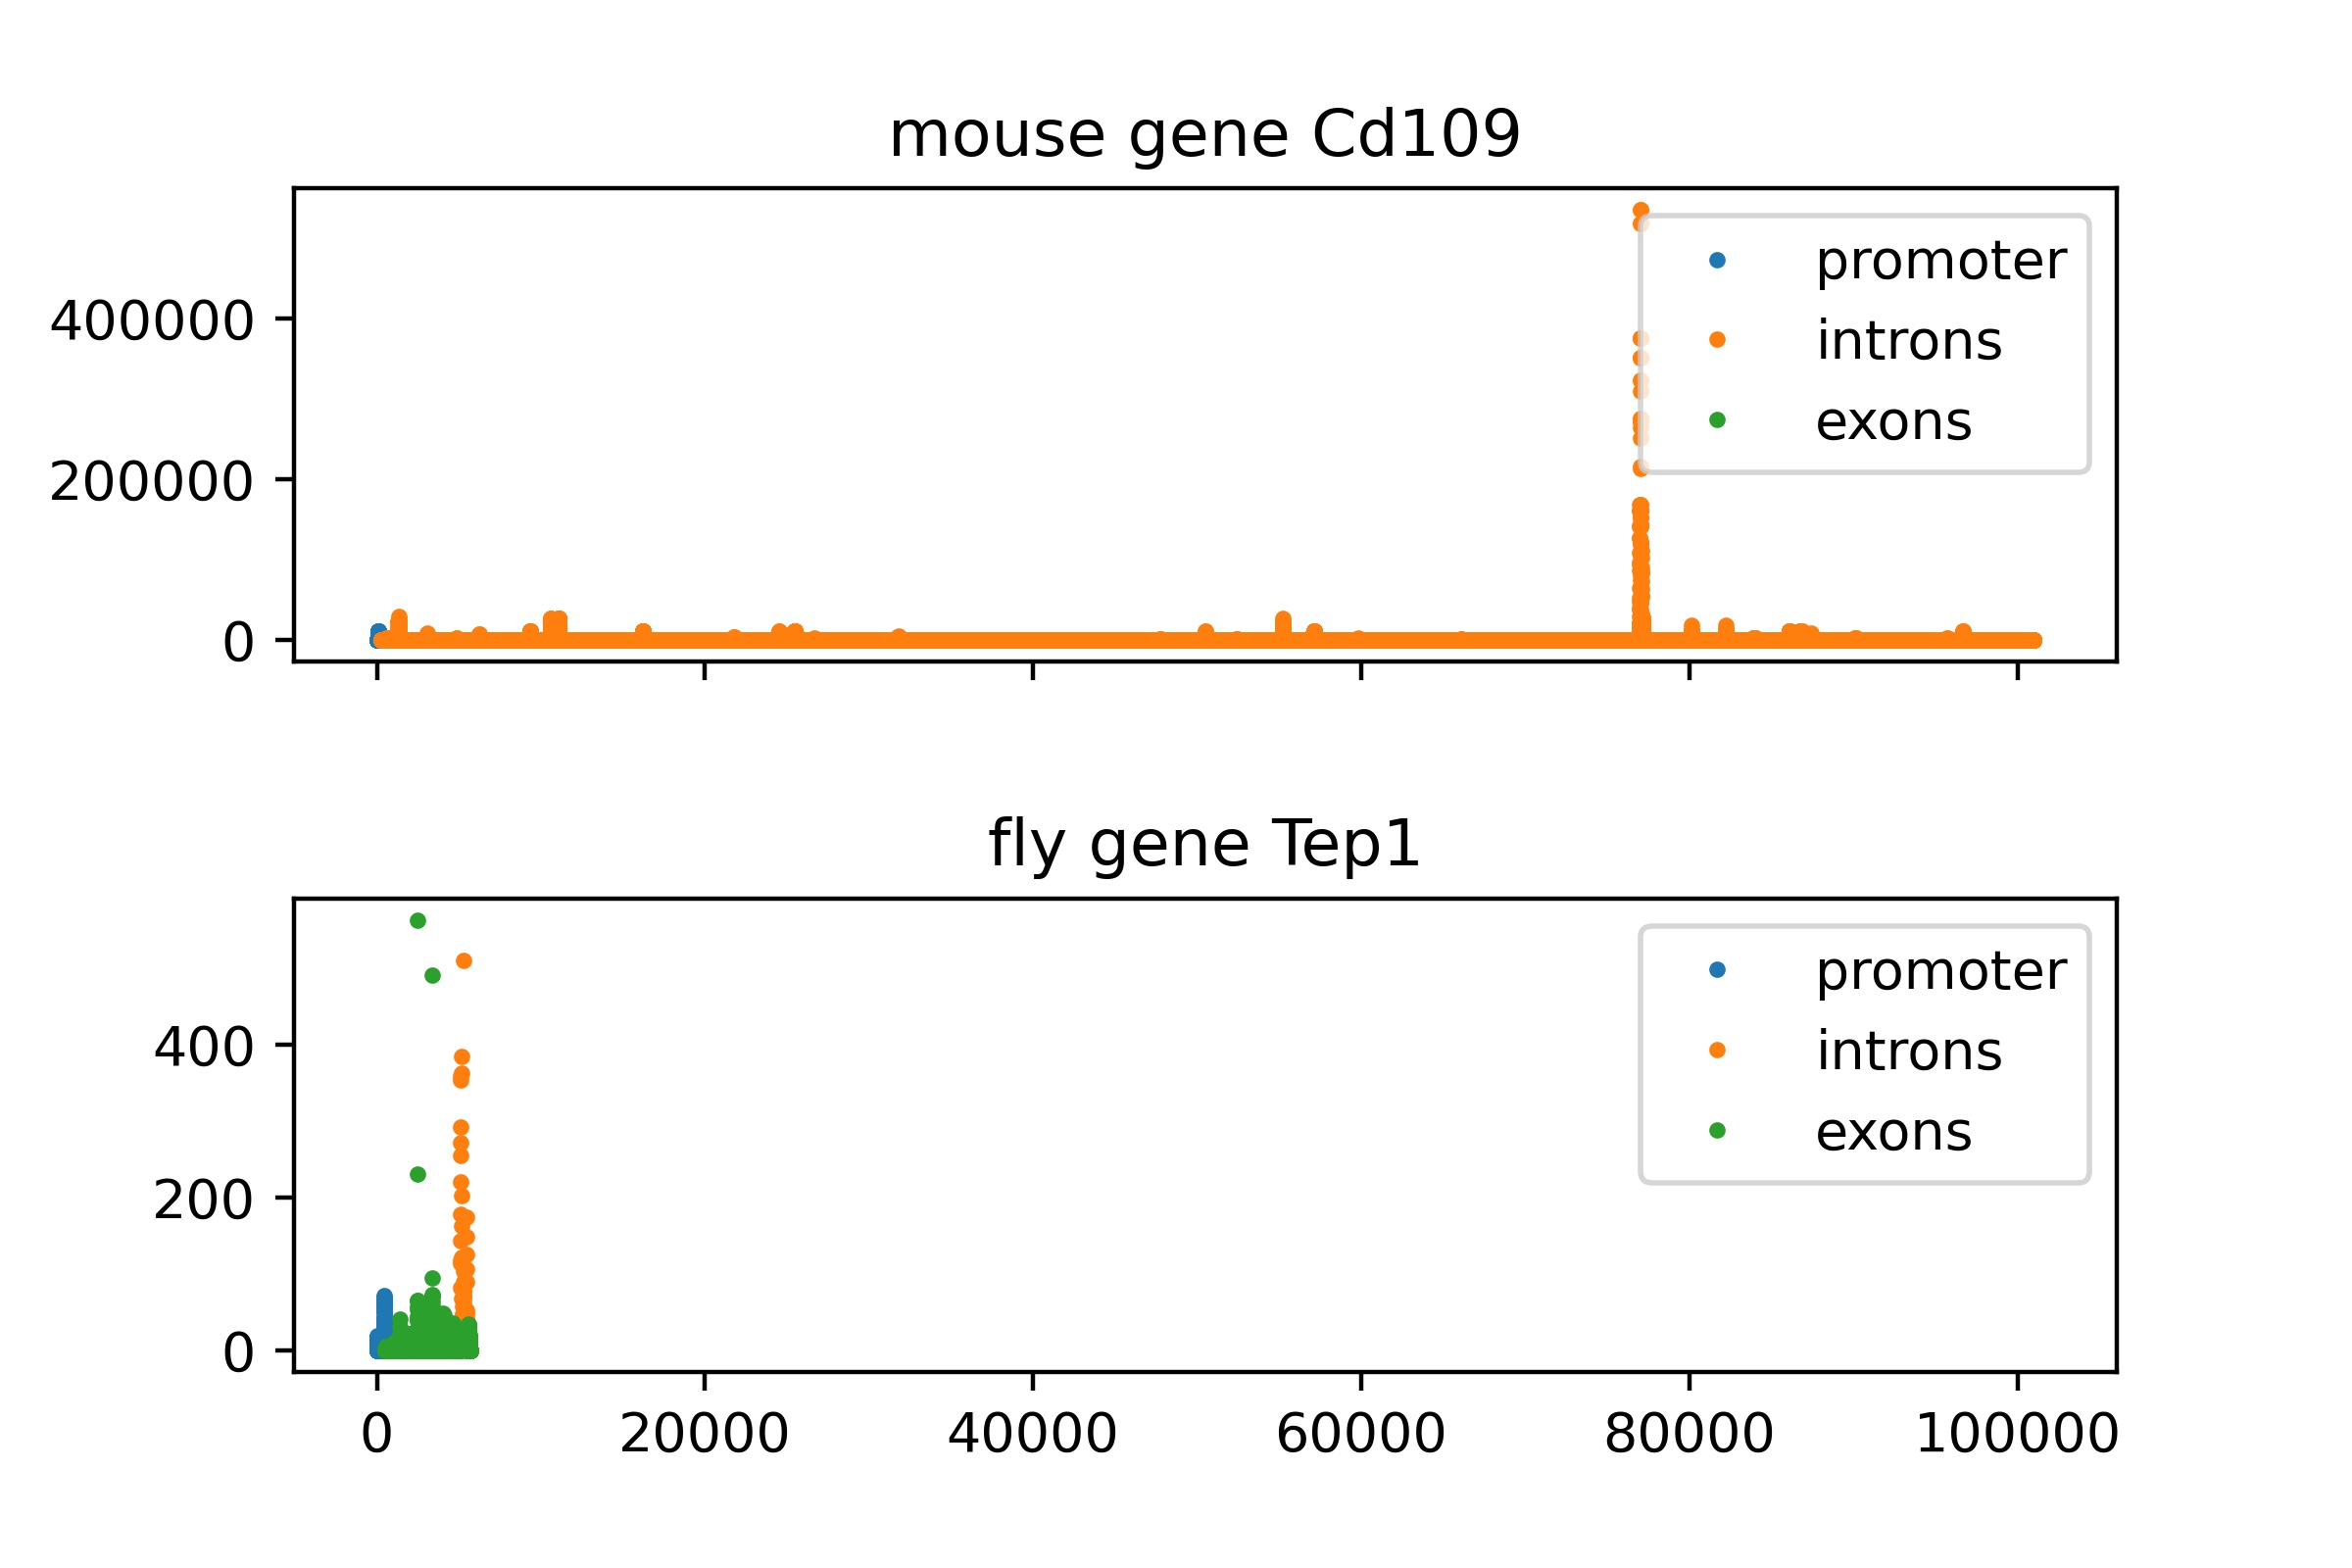 mouse gene Cd109
400000
200000
0
promoter
introns
exons
fly gene Tep1
400
200
0
promoter
introns
exons
0 20000 40000 60000 80000 100000